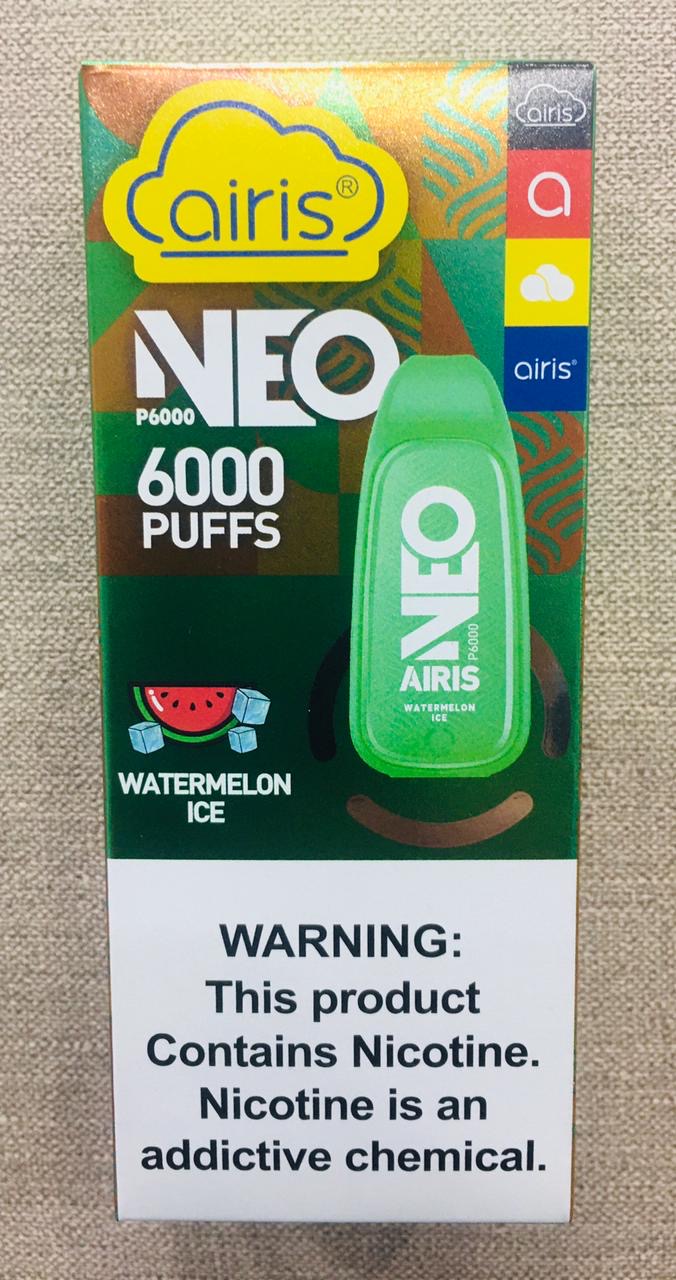 airis®
airis
a
airis®
NEO
P6000
6000
PUFFS
NEO
P6000
AIRIS
WATERMELON
ICE
WATERMELON
ICE
WARNING:
This product
Contains Nicotine.
Nicotine is an
addictive chemical.